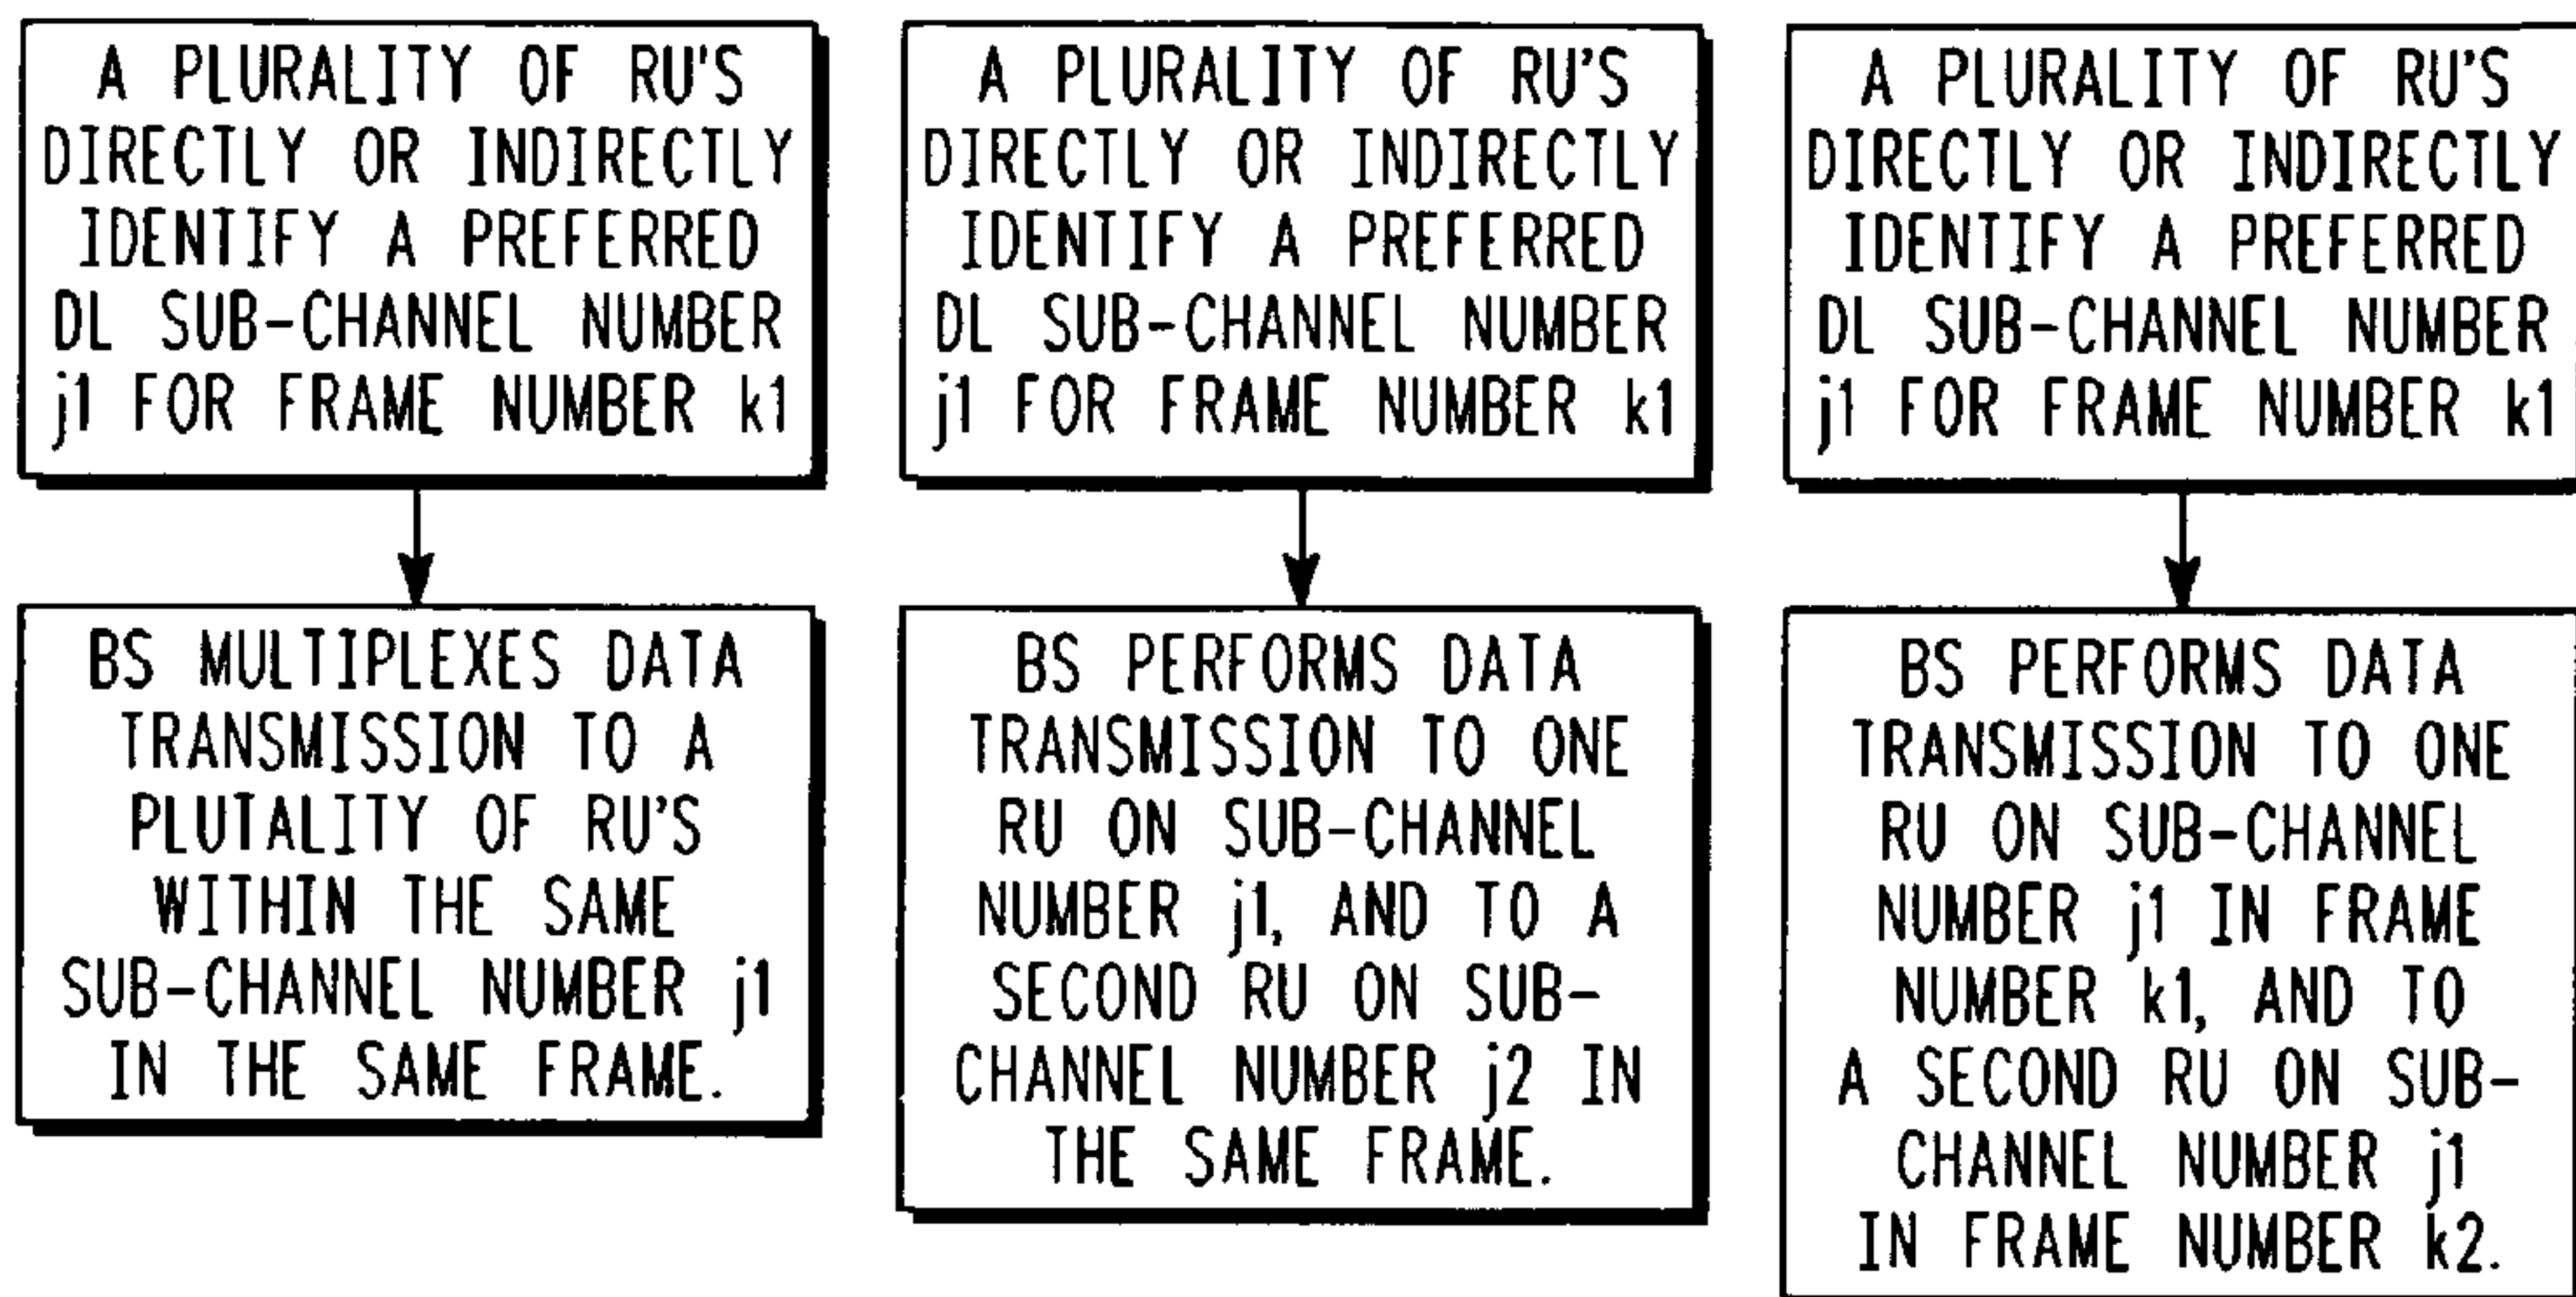 A PLURALITY OF RU'S
DIRECTLY OR INDIRECTLY
IDENTIFY A PREFERRED
DL SUB-CHANNEL NUMBER
j1 FOR FRAME NUMBER k1
BS MULTIPLEXES DATA
TRANSMISSION TO A
PLUTALITY OF RU'S
WITHIN THE SAME
SUB-CHANNEL NUMBER j1
IN THE SAME FRAME.
A PLURALITY OF RU'S
DIRECTLY OR INDIRECTLY
IDENTIFY A PREFERRED
DL SUB-CHANNEL NUMBER
j1 FOR FRAME NUMBER k1
BS PERFORMS DATA
TRANSMISSION TO ONE
RU ON SUB-CHANNEL
NUMBER j1, AND TO A
SECOND RU ON SUB-
CHANNEL NUMBER j2 IN
THE SAME FRAME.
A PLURALITY OF RU'S
DIRECTLY OR INDIRECTLY
IDENTIFY A PREFERRED
DL SUB-CHANNEL NUMBER
j1 FOR FRAME NUMBER k1
BS PERFORMS DATA
TRANSMISSION TO ONE
RU ON SUB-CHANNEL
NUMBER j1 IN FRAME
NUMBER k1, AND TO
A SECOND RU ON SUB-
CHANNEL NUMBER j1
IN FRAME NUMBER k2.